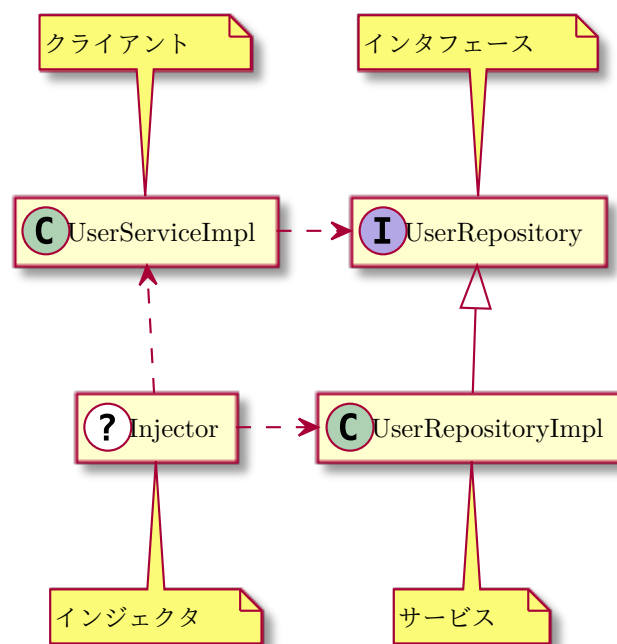 クライアント
インタフェース
C UserServiceImpl
I UserRepository
? Injector
C UserRepositoryImpl
インジェクタ
サービス